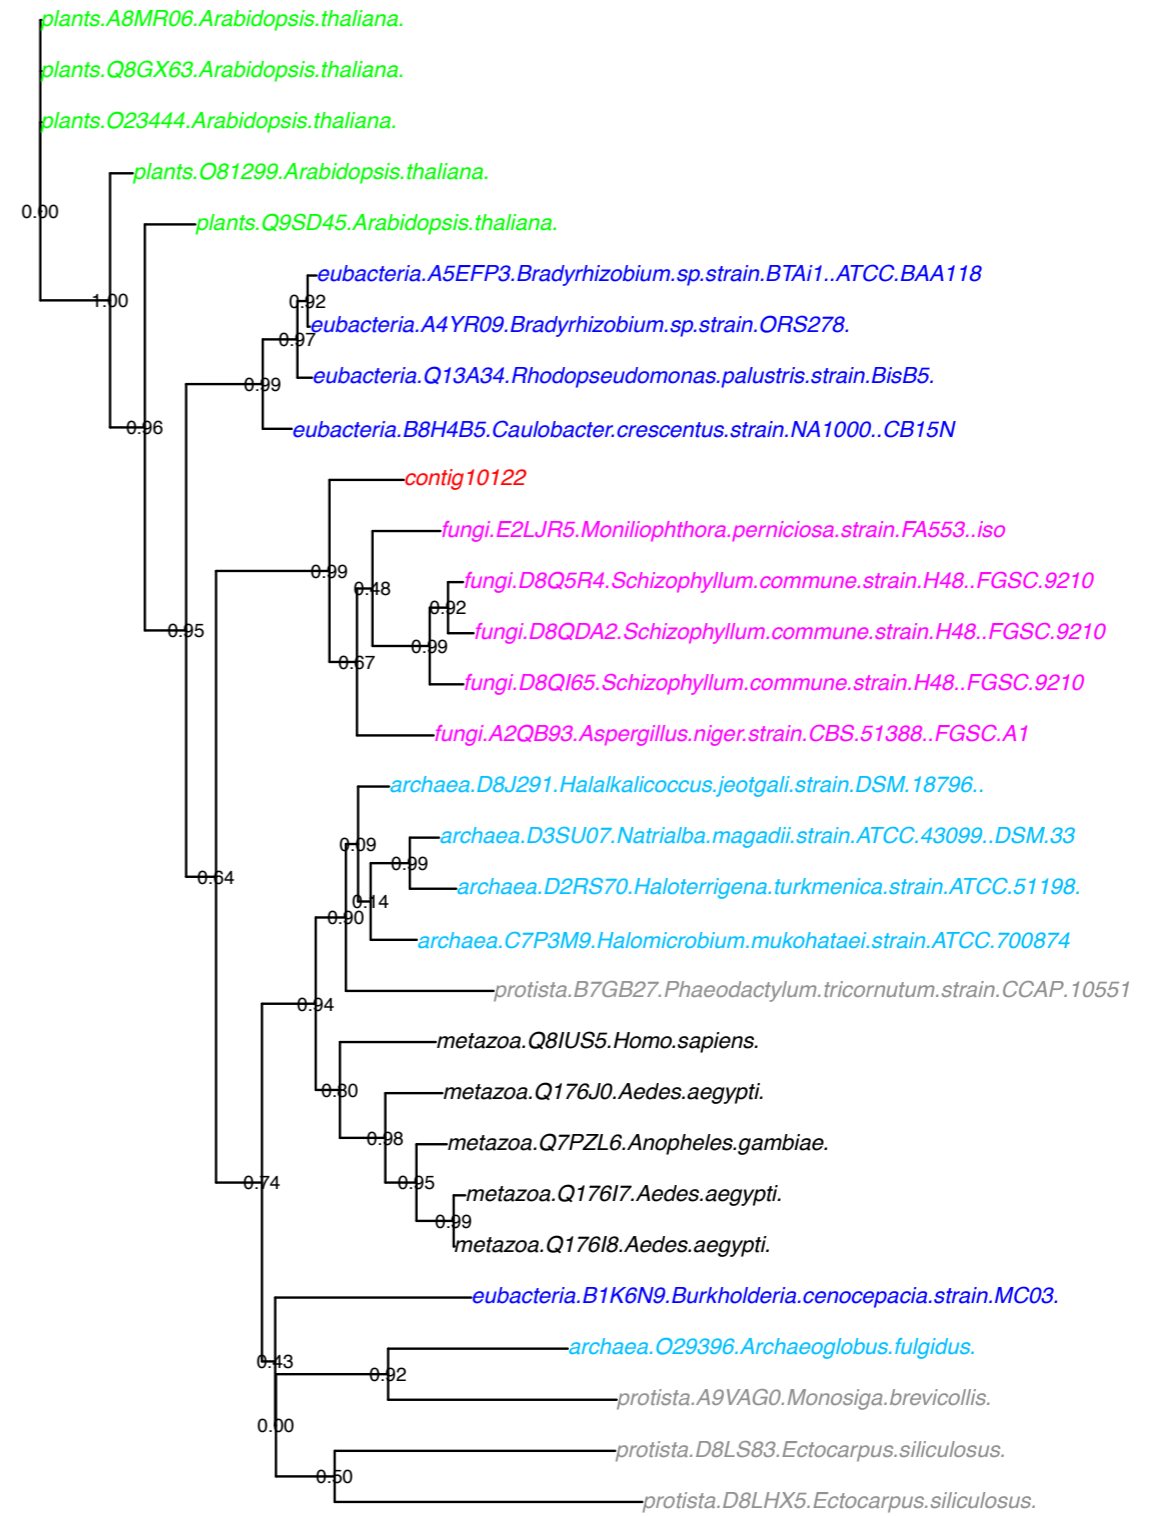 plants.A8MR06.Arabidopsis.thaliana.
plants.Q8GX63.Arabidopsis.thaliana.
plants.O23444.Arabidopsis.thaliana.
plants.O81299.Arabidopsis.thaliana.
0.00
plants.Q9SD45.Arabidopsis.thaliana.
eubacteria.A5EFP3.Bradyrhizobium.sp.strain.BTAi1..ATCC.BAA118
1.00
0.92
eubacteria.A4YR09.Bradyrhizobium.sp.strain.ORS278.
0.97
eubacteria.Q13A34.Rhodopseudomonas.palustris.strain.BisB5.
0.99
0.96
eubacteria.B8H4B5.Caulobacter.crescentus.strain.NA1000..CB15N
contig10122
fungi.E2LJR5.Moniliophthora.perniciosa.strain.FA553..iso
0.99
fungi.D8Q5R4.Schizophyllum.commune.strain.H48..FGSC.9210
0.48
0.92
0.95
fungi.D8QDA2.Schizophyllum.commune.strain.H48..FGSC.9210
0.99
0.67
fungi.D8QI65.Schizophyllum.commune.strain.H48..FGSC.9210
fungi.A2QB93.Aspergillus.niger.strain.CBS.51388..FGSC.A1
archaea.D8J291.Halalkalicoccus.jeotgali.strain.DSM.18796..
archaea.D3SU07.Natrialba.magadii.strain.ATCC.43099..DSM.33
0.09
0.99
0.64
archaea.D2RS70.Haloterrigena.turkmenica.strain.ATCC.51198.
0.14
0.90
archaea.C7P3M9.Halomicrobium.mukohataei.strain.ATCC.700874
protista.B7GB27.Phaeodactylum.tricornutum.strain.CCAP.10551
0.94
metazoa.Q8IUS5.Homo.sapiens.
0.80
metazoa.Q176J0.Aedes.aegypti.
0.98
metazoa.Q7PZL6.Anopheles.gambiae.
0.74
0.95
metazoa.Q176I7.Aedes.aegypti.
0.99
metazoa.Q176I8.Aedes.aegypti.
eubacteria.B1K6N9.Burkholderia.cenocepacia.strain.MC03.
archaea.O29396.Archaeoglobus.fulgidus.
0.43
0.92
protista.A9VAG0.Monosiga.brevicollis.
0.00
protista.D8LS83.Ectocarpus.siliculosus.
0.50
protista.D8LHX5.Ectocarpus.siliculosus.